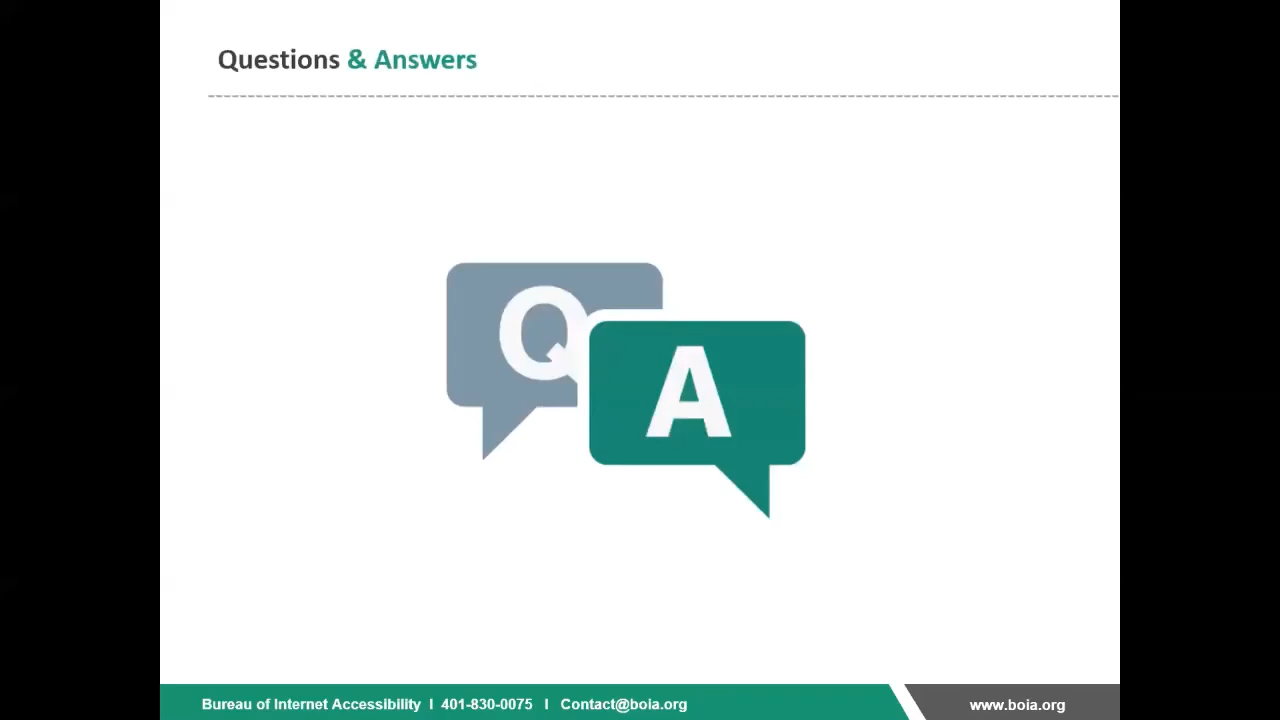 Questions & Answers
Q
A
Bureau of Internet Accessibility I 401-830-0075 I Contact@boia.org
www.boia.org